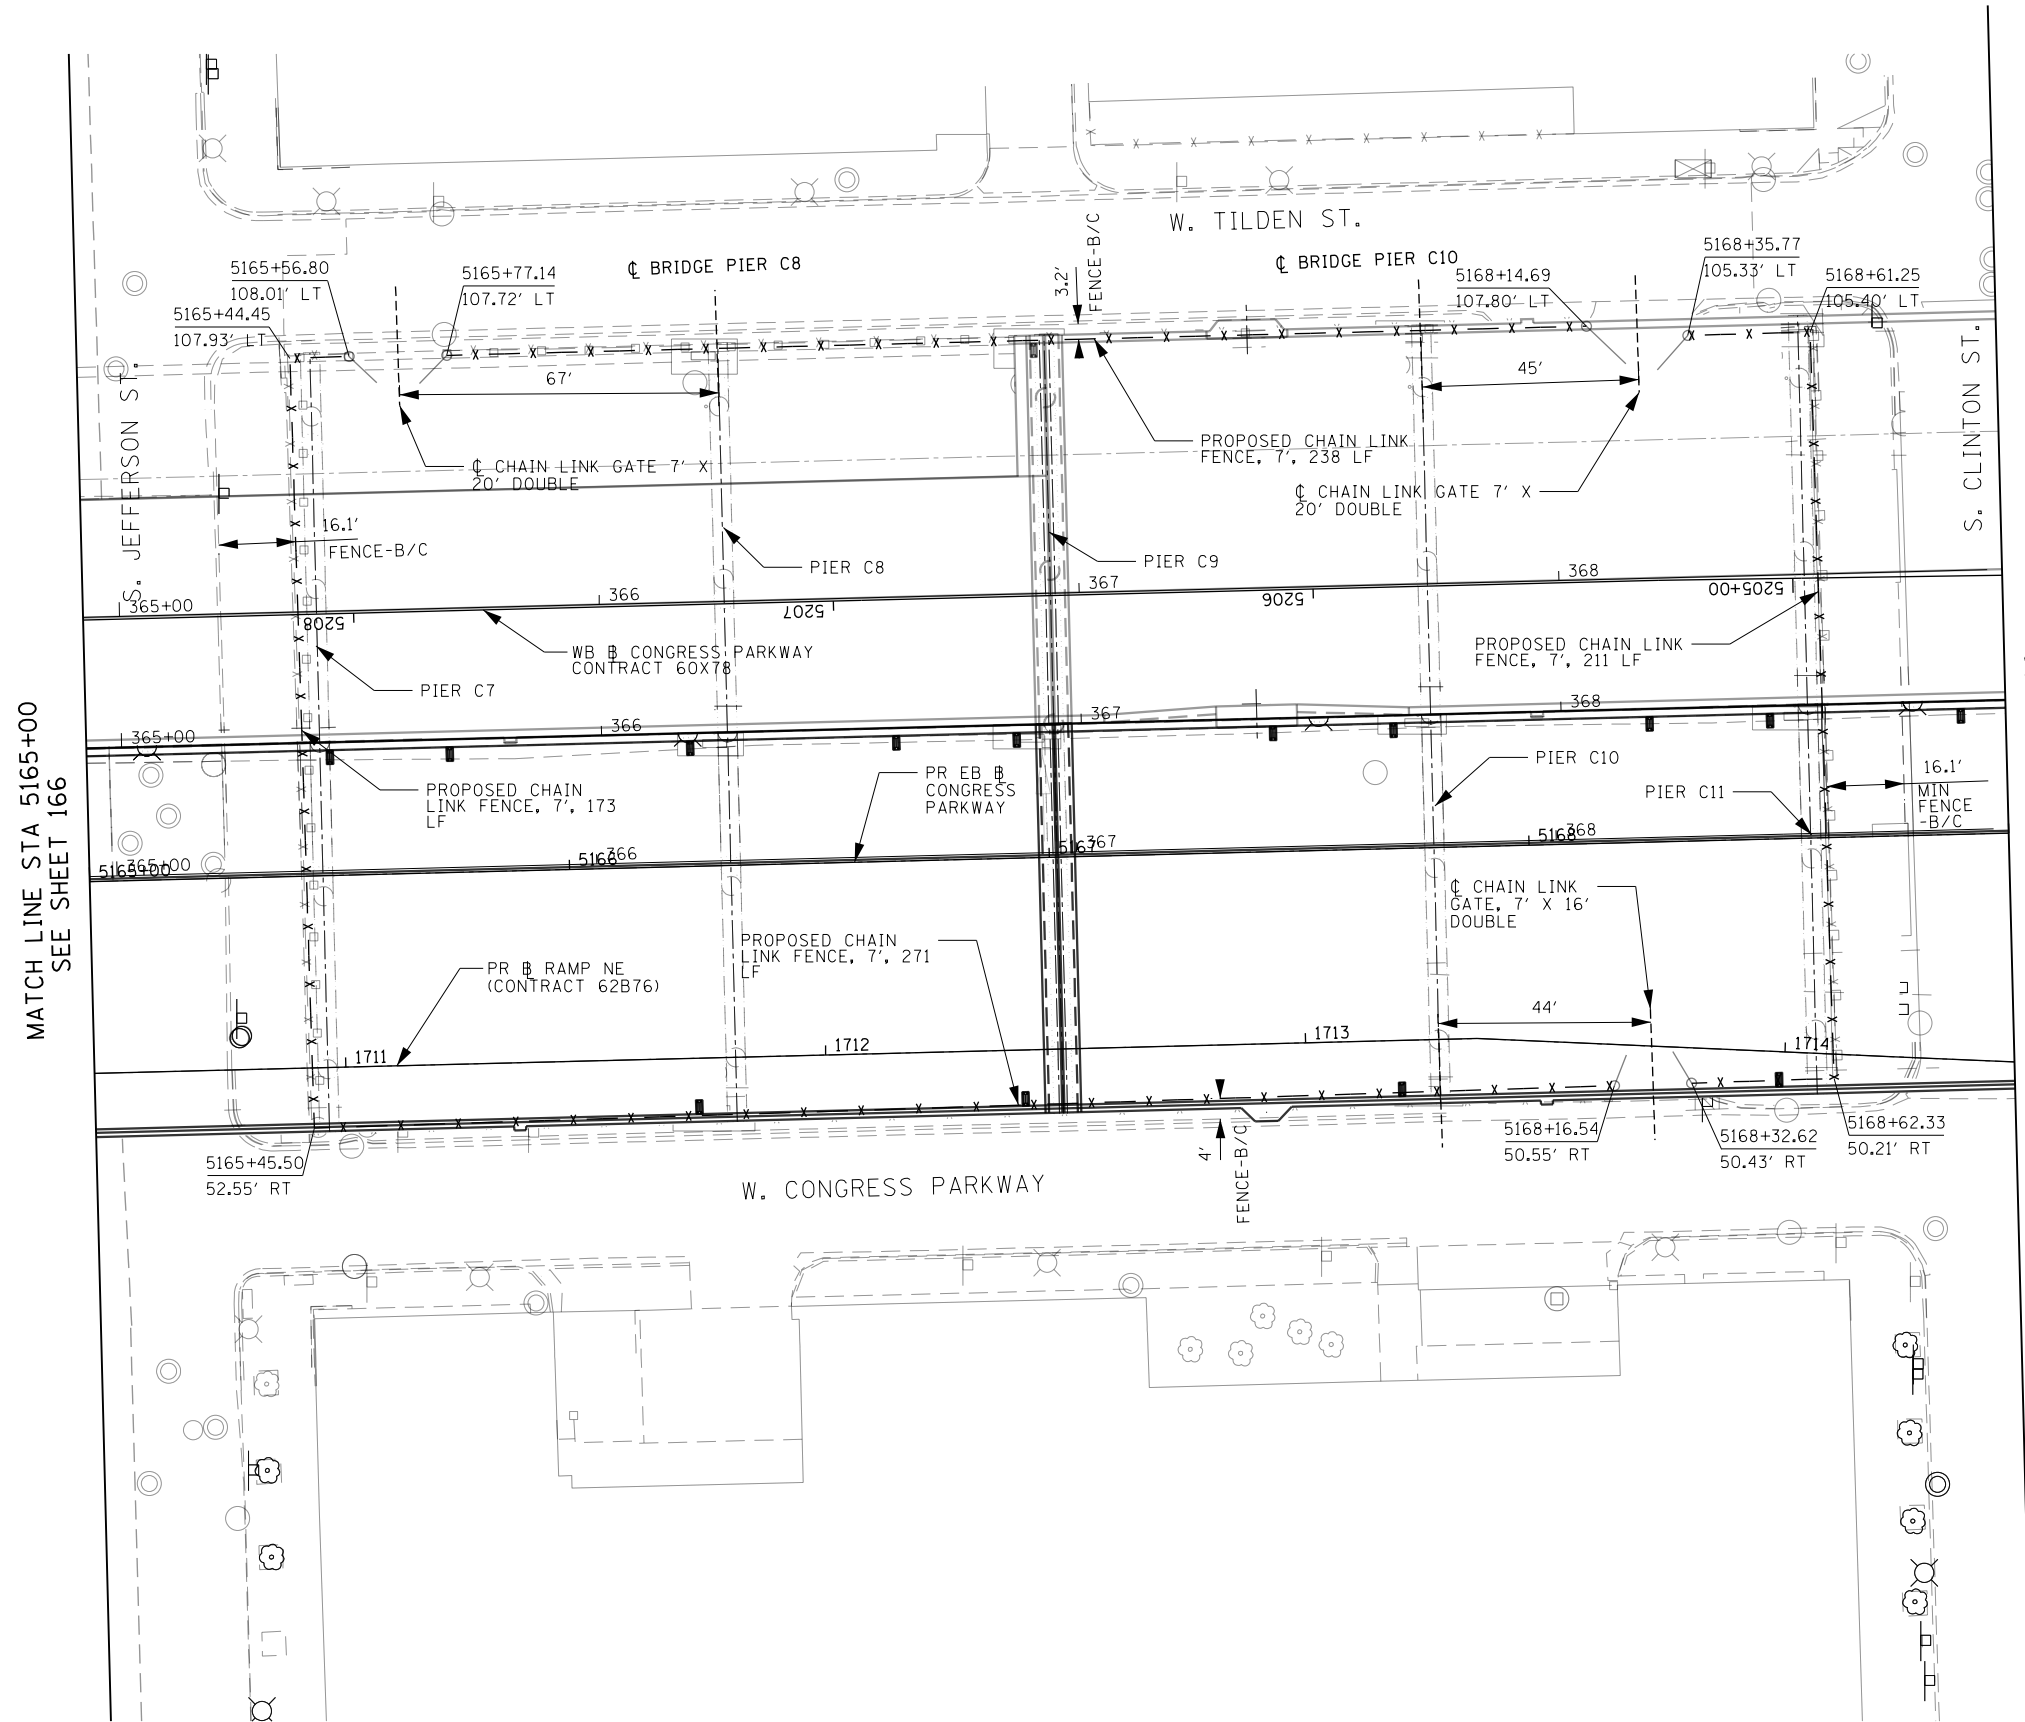 W. TILDEN ST.
5165+56.80
108.01' LT
5165+77.14
107.72' LT
℄ BRIDGE PIER C8
3.2'
FENCE-B/C
℄ BRIDGE PIER C10
5168+14.69
107.80' LT
5168+35.77
105.33' LT
5168+61.25
105.40' LT
5165+44.45
107.93' LT
S. JEFFERSON ST.
S. CLINTON ST.
67'
45'
℄ CHAIN LINK GATE 7' X
20' DOUBLE
PROPOSED CHAIN LINK
FENCE, 7', 238 LF
℄ CHAIN LINK GATE 7' X
20' DOUBLE
16.1'
FENCE-B/C
PIER C8
PIER C9
365+00
366
367
368
5208
5207
5206
5205+00
WB ⅊ CONGRESS PARKWAY
CONTRACT 60X78
PROPOSED CHAIN LINK
FENCE, 7', 211 LF
PIER C7
365+00
366
367
368
MATCH LINE STA 5165+00
SEE SHEET 166
PROPOSED CHAIN
LINK FENCE, 7', 173
LF
PR EB ⅊
CONGRESS
PARKWAY
PIER C10
PIER C11
16.1'
MIN
FENCE
-B/C
5165+00
365+00
5166
366
5167
367
5168
368
℄ CHAIN LINK
GATE, 7' X 16'
DOUBLE
PROPOSED CHAIN
LINK FENCE, 7', 271
LF
PR ⅊ RAMP NE
(CONTRACT 62B76)
44'
1711
1712
1713
1714
5165+45.50
52.55' RT
4'
FENCE-B/C
5168+16.54
50.55' RT
5168+32.62
50.43' RT
5168+62.33
50.21' RT
W. CONGRESS PARKWAY